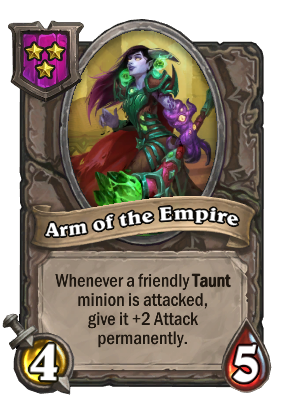 Arm of the Empire
Whenever a friendly Taunt
minion is attacked,
give it +2 Attack
permanently.
4
5